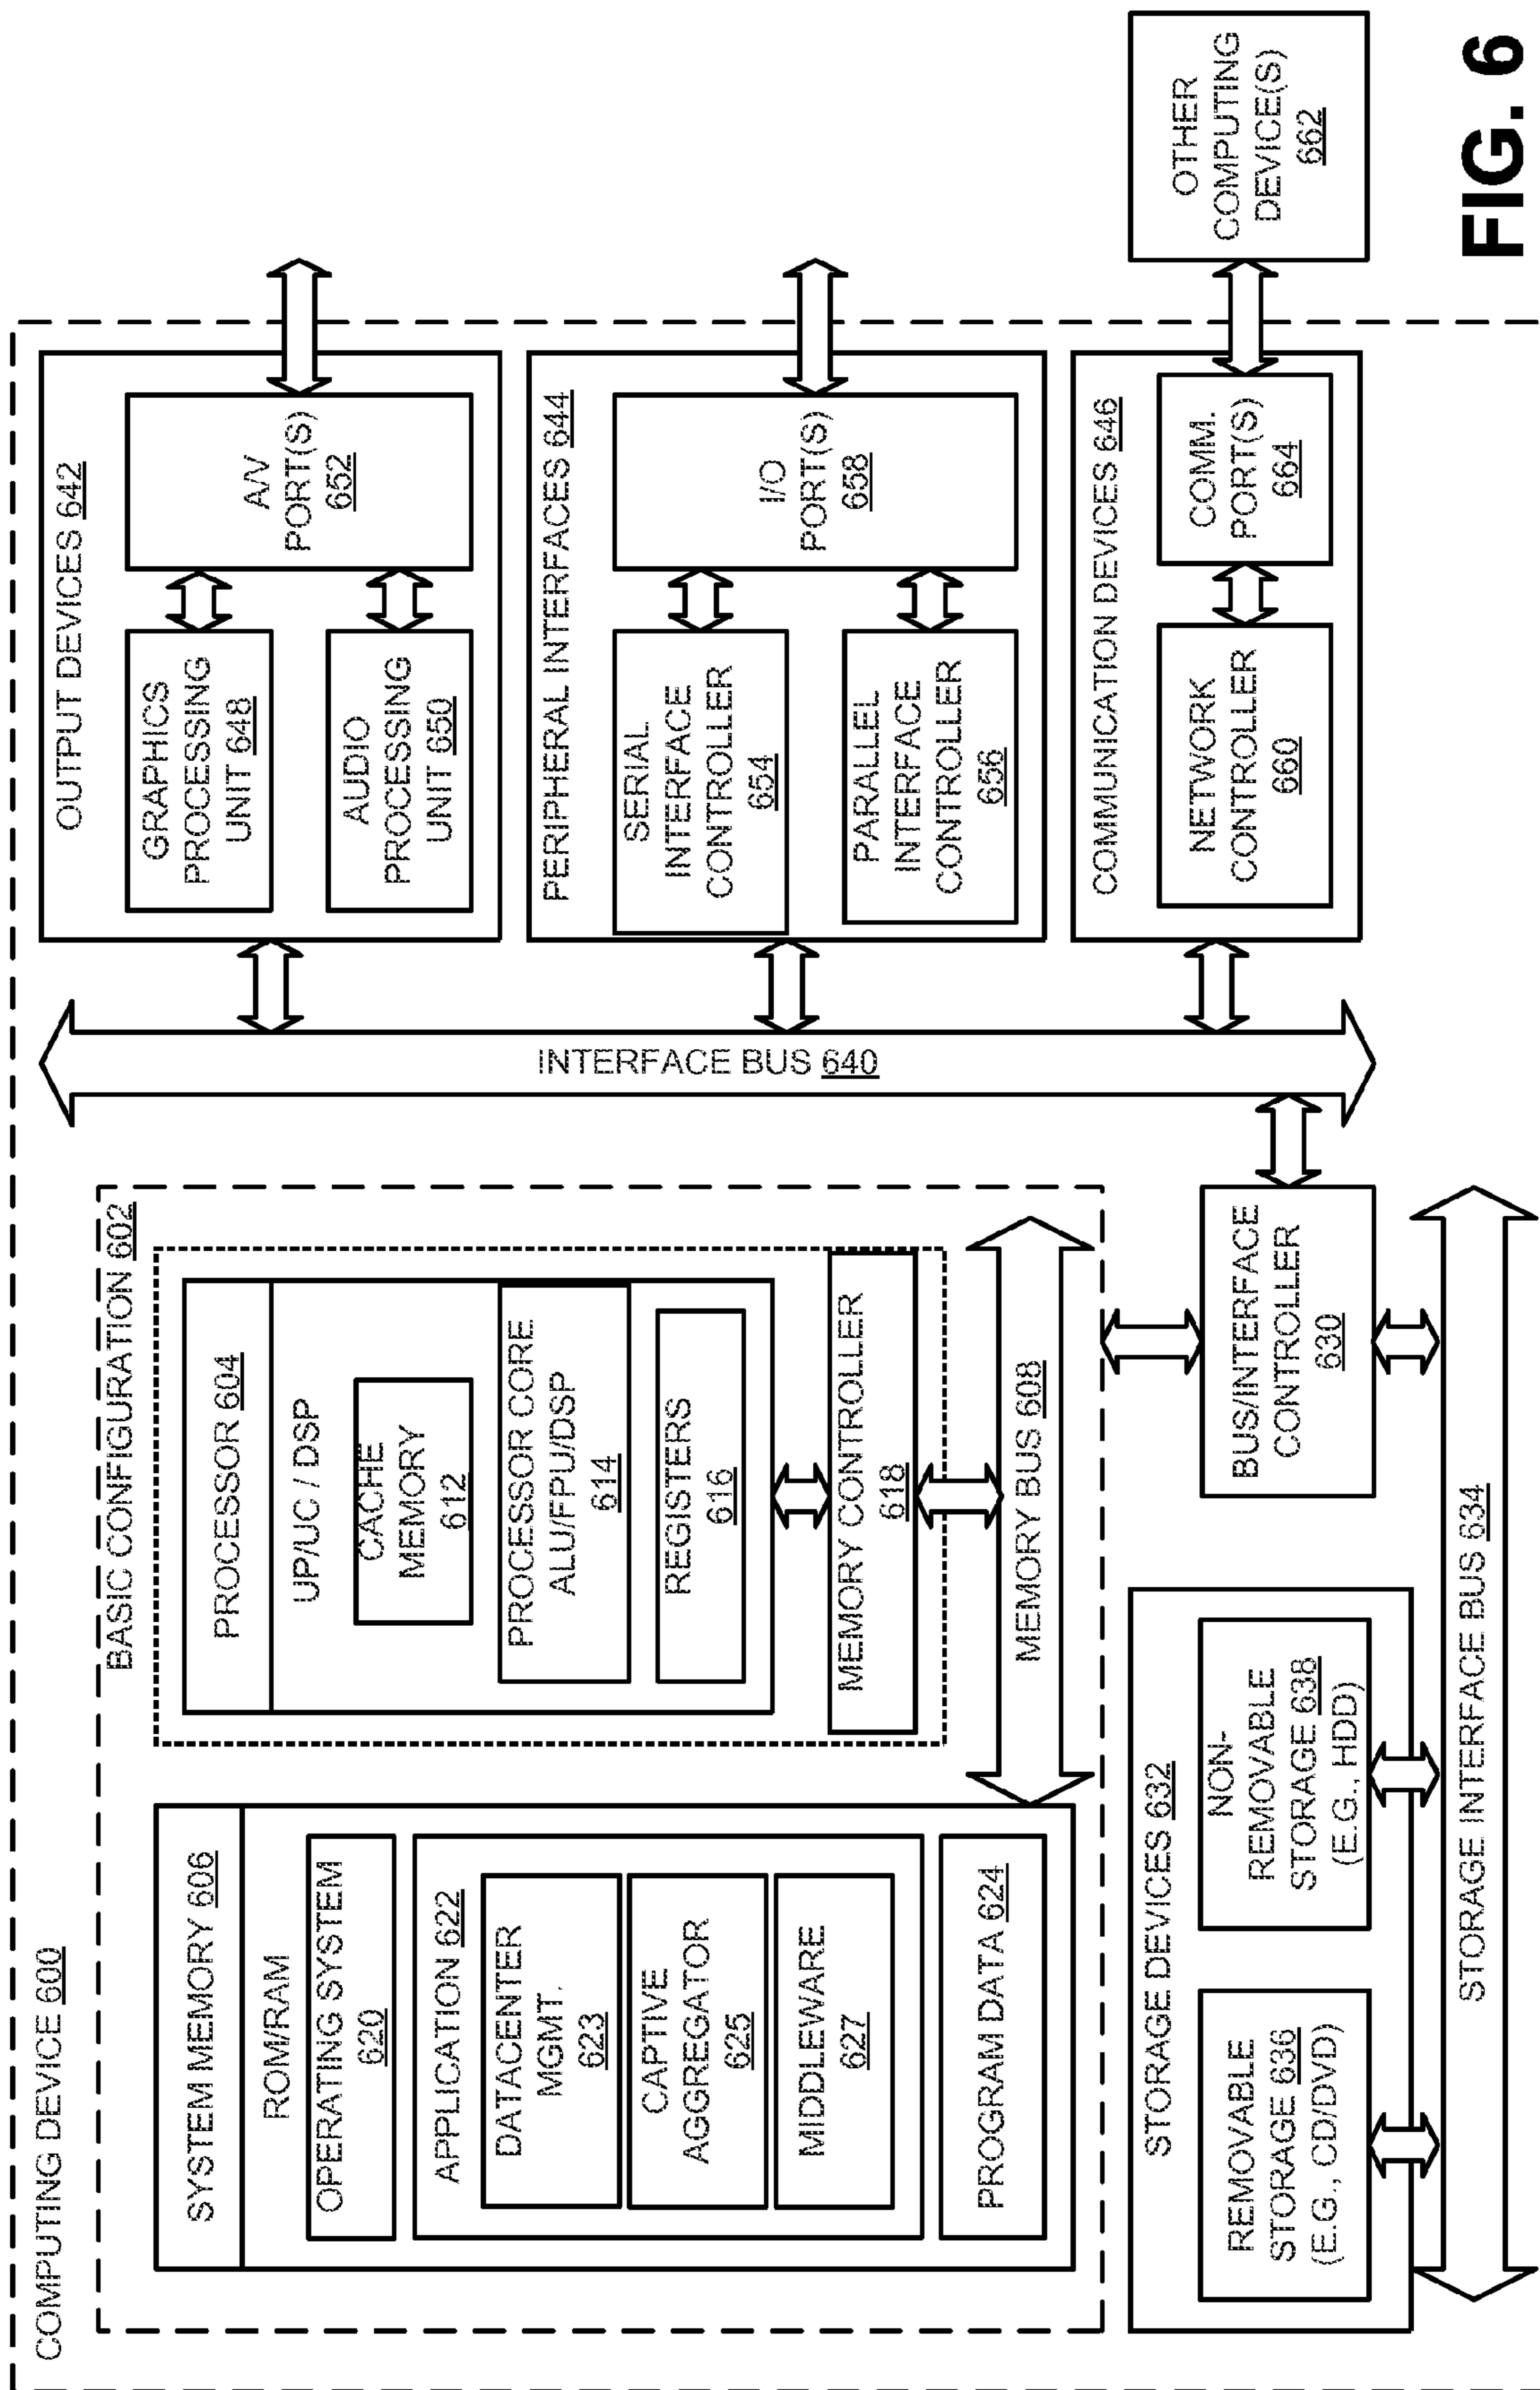 COMPUTING DEVICE 600
BASIC CONFIGURATION 602
SYSTEM MEMORY 606
ROM/RAM
OPERATING SYSTEM
620
APPLICATION 622
DATACENTER
MGMT.
623
CAPTIVE
AGGREGATOR
625
MIDDLEWARE
627
PROGRAM DATA 624
PROCESSOR 604
UP/UC / DSP
CACHE
MEMORY
612
PROCESSOR CORE
ALU/FPU/DSP
614
REGISTERS
616
MEMORY CONTROLLER
618
MEMORY BUS 608
STORAGE DEVICES 632
REMOVABLE
STORAGE 636
(E.G., CD/DVD)
NON-
REMOVABLE
STORAGE 638
(E.G., HDD)
BUS/INTERFACE
CONTROLLER
630
STORAGE INTERFACE BUS 634
INTERFACE BUS 640
OUTPUT DEVICES 642
GRAPHICS
PROCESSING
UNIT 648
AUDIO
PROCESSING
UNIT 650
A/V
PORT(S)
652
PERIPHERAL INTERFACES 644
SERIAL
INTERFACE
CONTROLLER
654
PARALLEL
INTERFACE
CONTROLLER
656
I/O
PORT(S)
658
COMMUNICATION DEVICES 646
NETWORK
CONTROLLER
660
COMM.
PORT(S)
664
OTHER
COMPUTING
DEVICE(S)
662
FIG. 6